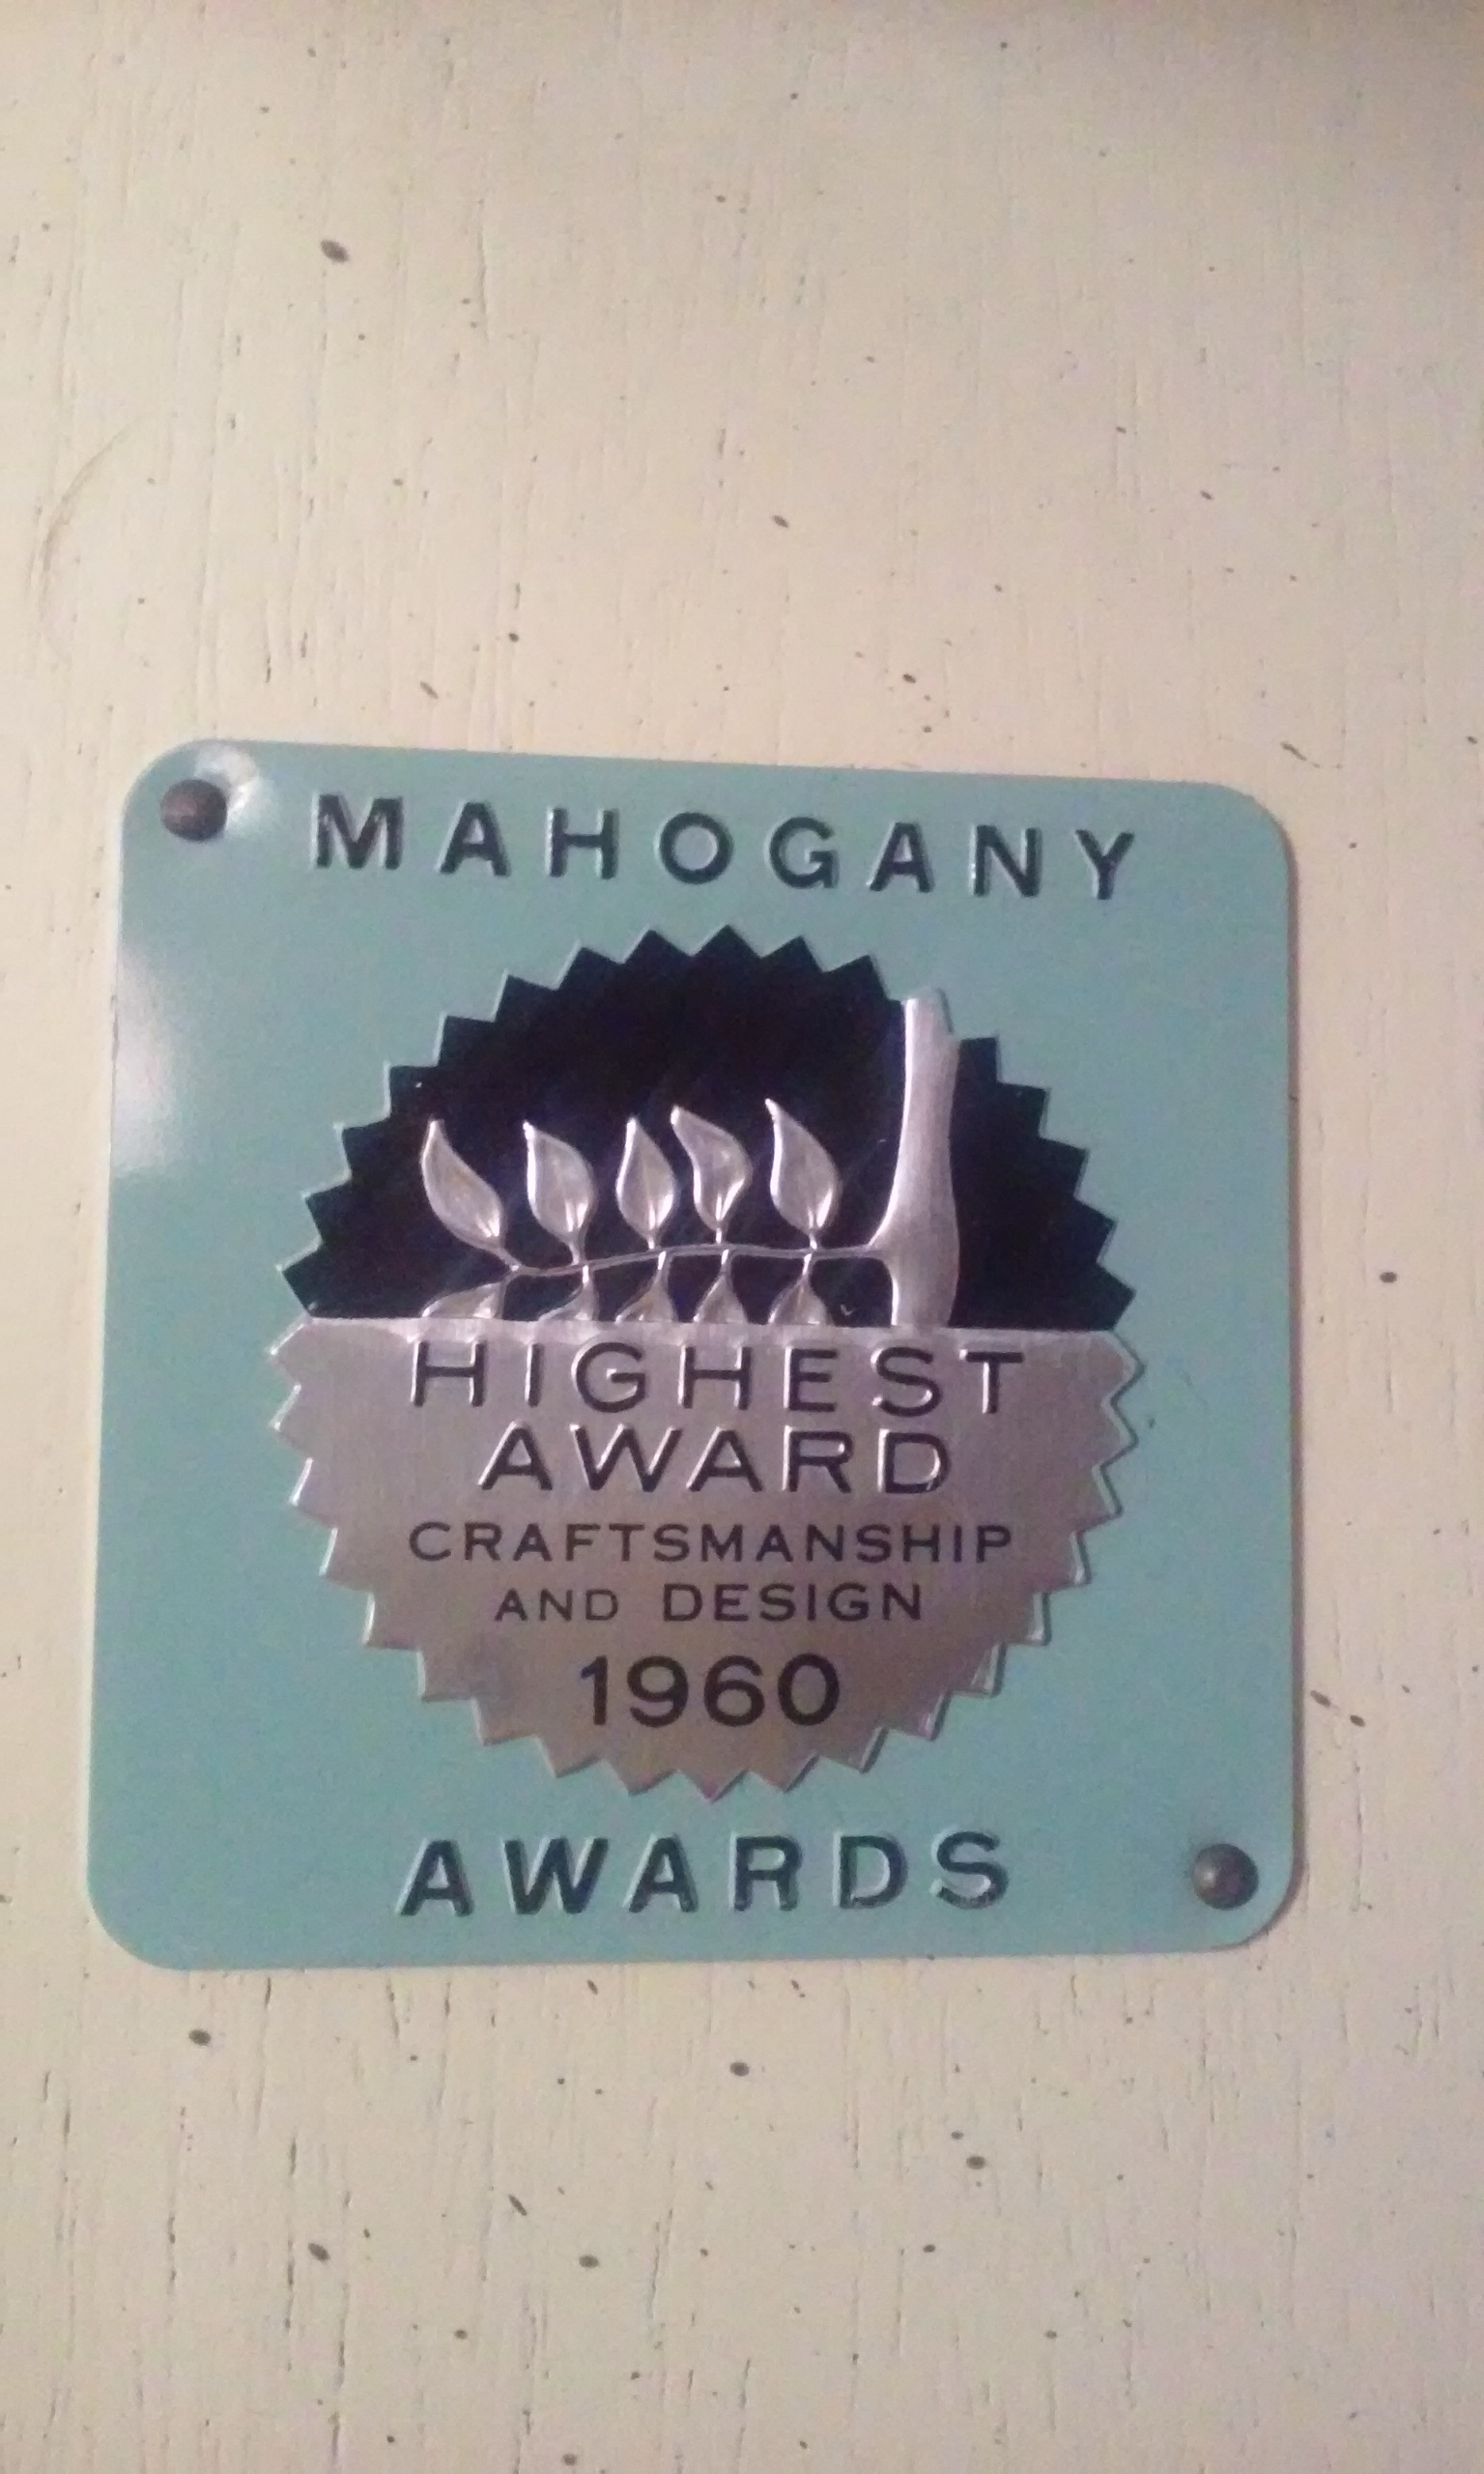 MAHOGANY
HIGHEST
AWARD
CRAFTSMANSHIP
AND DESIGN
1960
AWARDS